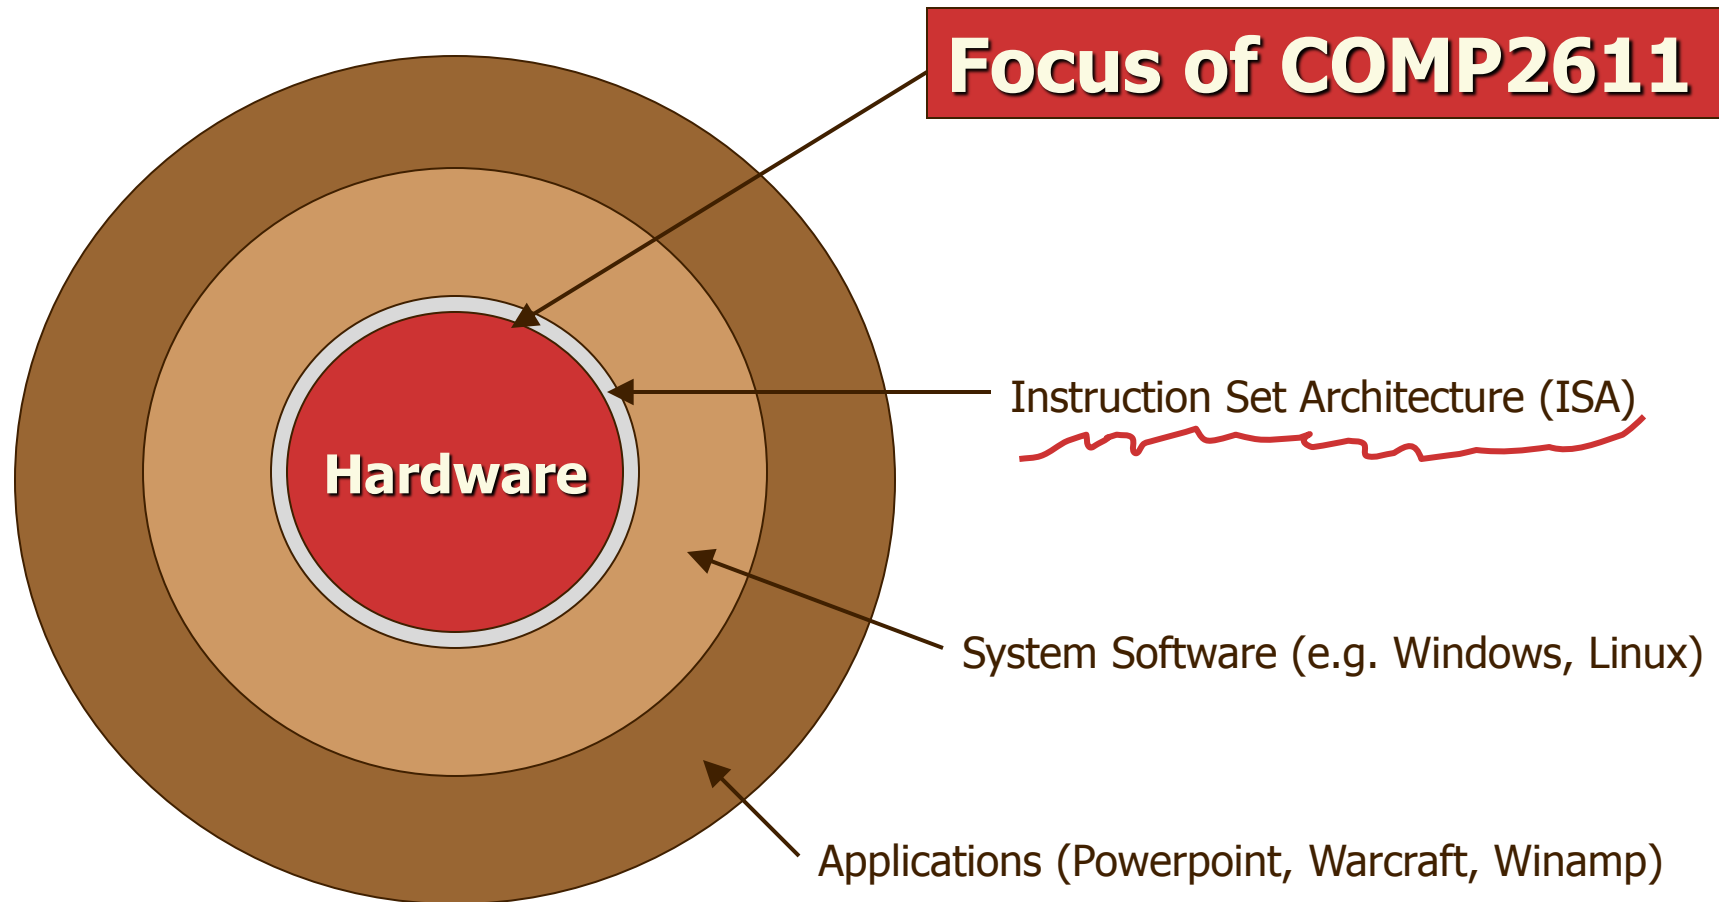 Focus of COMP2611
Instruction Set Architecture (ISA)
Hardware
System Software (e.g. Windows, Linux)
Applications (Powerpoint, Warcraft, Winamp)